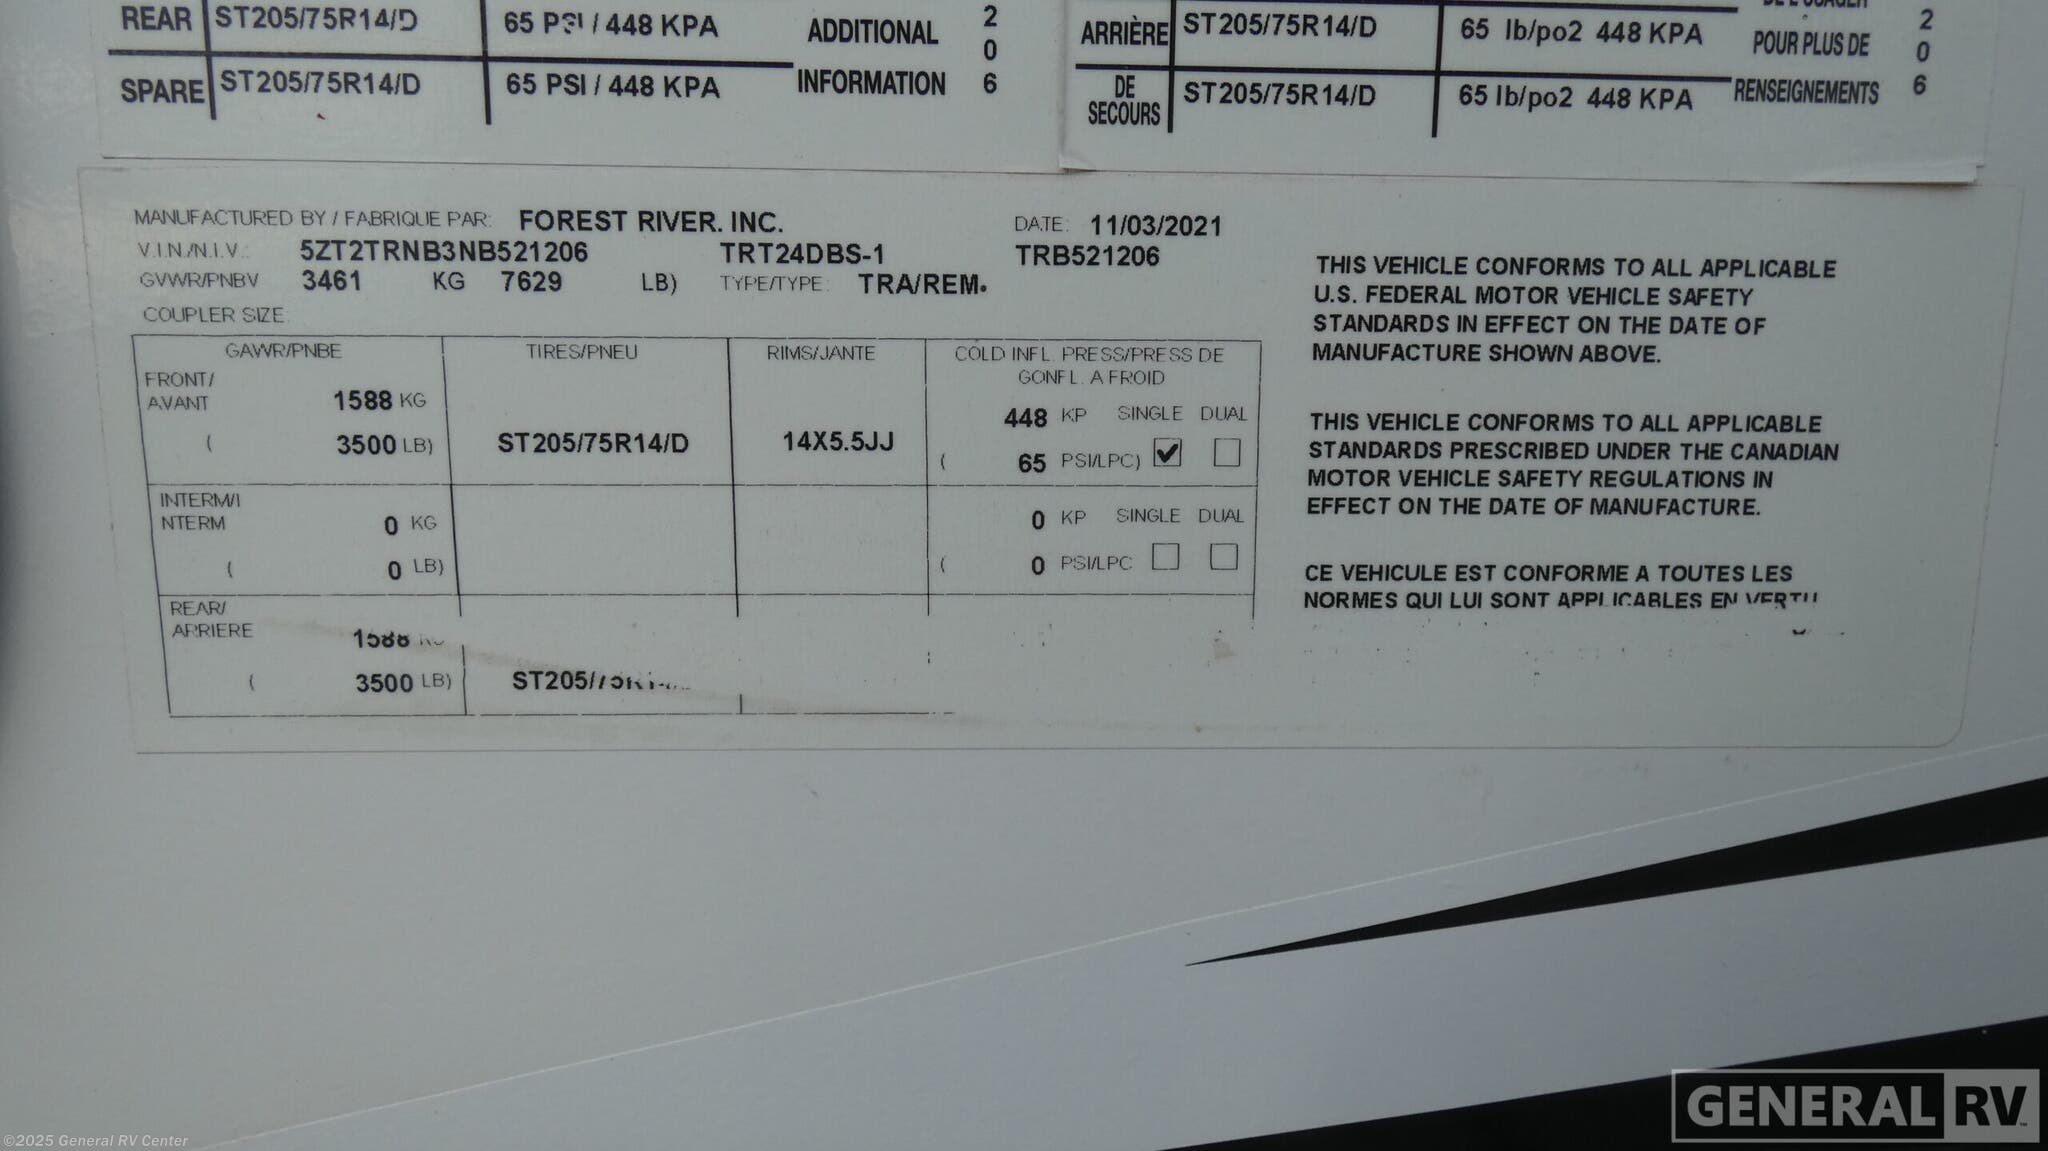 REAR ST205/75R14/D 65 PSI / 448 KPA ADDITIONAL 2
0
SPARE ST205/75R14/D 65 PSI / 448 KPA INFORMATION 6
ARRIÈRE ST205/75R14/D 65 lb/po2 448 KPA POUR PLUS DE 2
0
DE SECOURS ST205/75R14/D 65 lb/po2 448 KPA RENSEIGNEMENTS 6
MANUFACTURED BY / FABRIQUE PAR: FOREST RIVER. INC. DATE: 11/03/2021
V.I.N./N.I.V.: 5ZT2TRNB3NB521206 TRT24DBS-1 TRB521206
GVWR/PNBV 3461 KG 7629 LB) TYPE/TYPE: TRA/REM.
COUPLER SIZE:
GAWR/PNBE TIRES/PNEU RIMS/JANTE COLD INFL. PRESS/PRESS DE
GONFL. A FROID
FRONT/
AVANT 1588 KG 448 KP SINGLE DUAL
( 3500 LB) ST205/75R14/D 14X5.5JJ ( 65 PSI/LPC) ✔
INTERM/I
NTERM 0 KG 0 KP SINGLE DUAL
( 0 LB) ( 0 PSI/LPC
REAR/
ARRIERE 1588
( 3500 LB) ST205/75R14
THIS VEHICLE CONFORMS TO ALL APPLICABLE
U.S. FEDERAL MOTOR VEHICLE SAFETY
STANDARDS IN EFFECT ON THE DATE OF
MANUFACTURE SHOWN ABOVE.
THIS VEHICLE CONFORMS TO ALL APPLICABLE
STANDARDS PRESCRIBED UNDER THE CANADIAN
MOTOR VEHICLE SAFETY REGULATIONS IN
EFFECT ON THE DATE OF MANUFACTURE.
CE VEHICULE EST CONFORME A TOUTES LES
NORMES QUI LUI SONT APPLICABLES EN VERTU
GENERAL RV
©2025 General RV Center